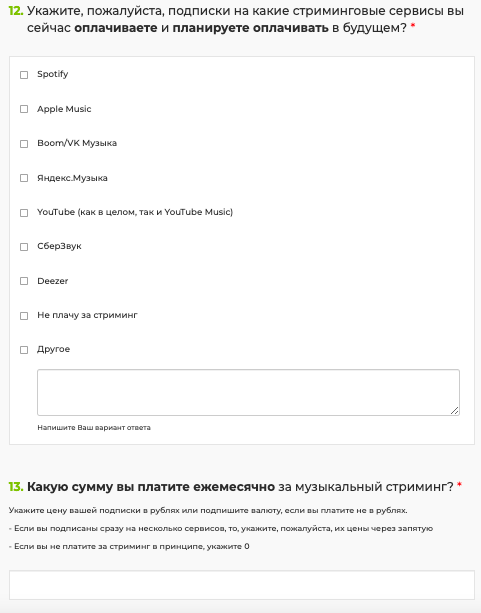 12. Укажите, пожалуйста, подписки на какие стриминговые сервисы вы
сейчас оплачиваете и планируете оплачивать в будущем? *
Spotify
Apple Music
Boom/VK Музыка
Яндекс.Музыка
YouTube (как в целом, так и YouTube Music)
СберЗвук
Deezer
Не плачу за стриминг
Другое
Напишите Ваш вариант ответа
13. Какую сумму вы платите ежемесячно за музыкальный стриминг? *
Укажите цену вашей подписки в рублях или подпишите валюту, если вы платите не в рублях.
- Если вы подписаны сразу на несколько сервисов, то, укажите, пожалуйста, их цены через запятую
- Если вы не платите за стриминг в принципе, укажите 0